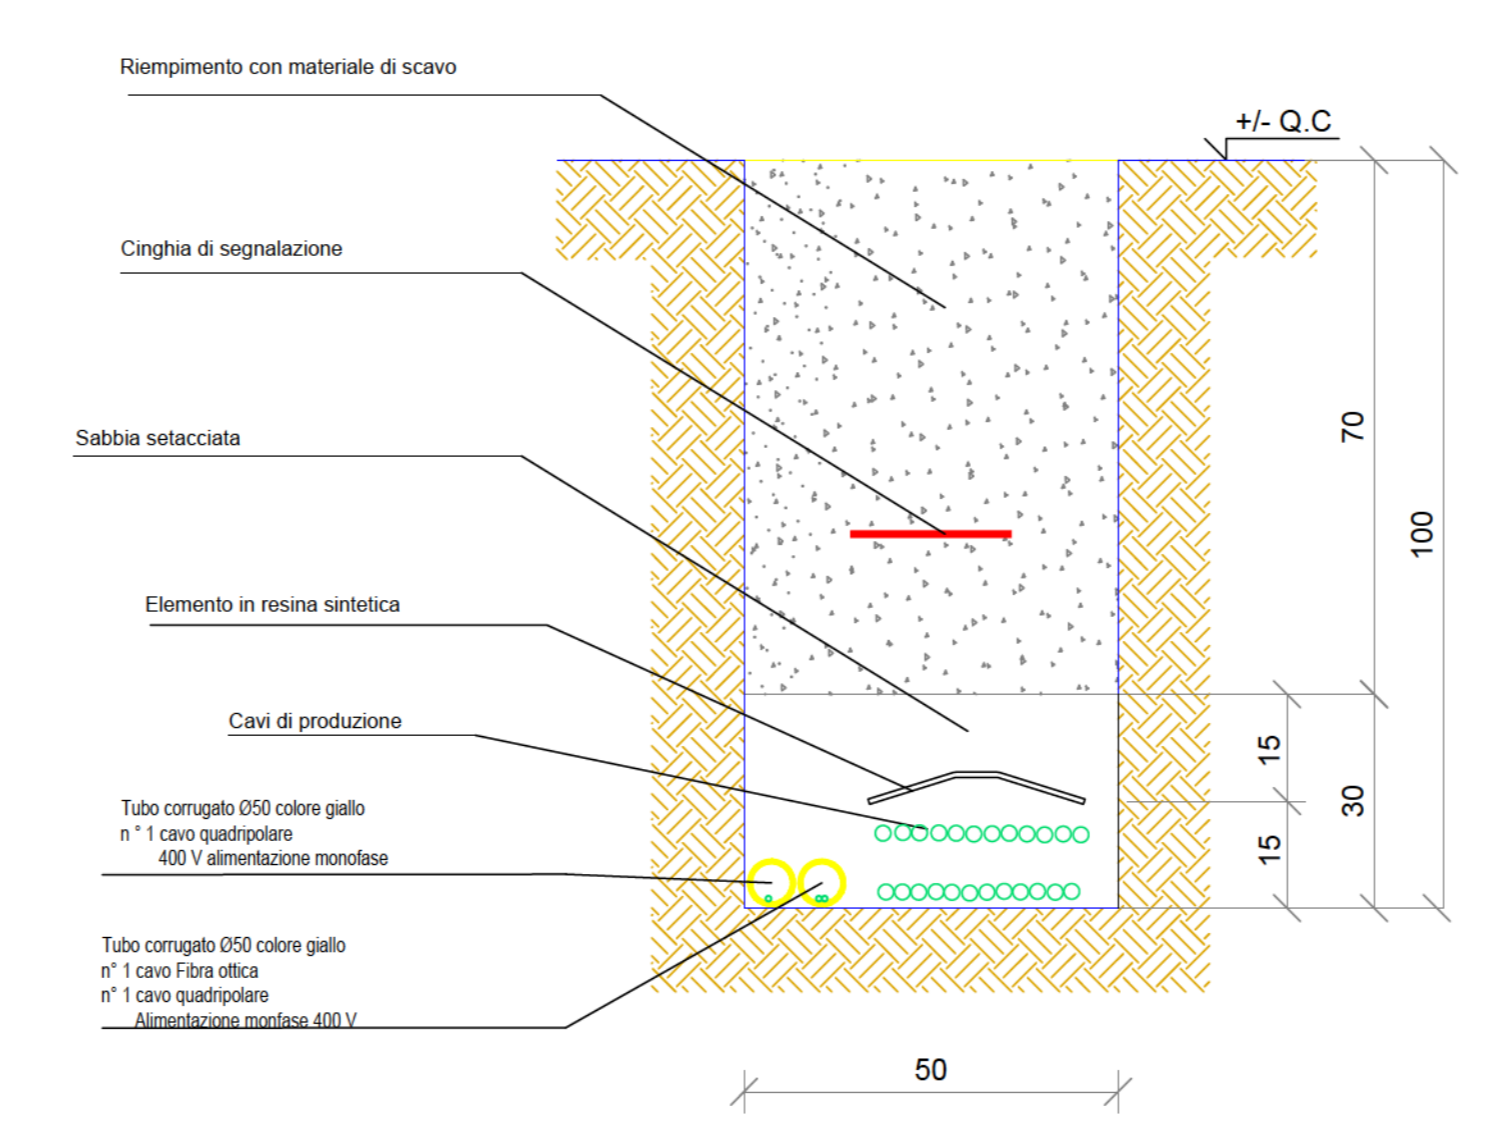 Riempimento con materiale di scavo
+/- Q.C
Cinghia di segnalazione
Sabbia setacciata
70
100
Elemento in resina sintetica
Cavi di produzione
15
30
15
Tubo corrugato Ø50 colore giallo
n ° 1 cavo quadripolare
400 V alimentazione monofase
Tubo corrugato Ø50 colore giallo
n° 1 cavo Fibra ottica
n° 1 cavo quadripolare
Alimentazione monfase 400 V
50